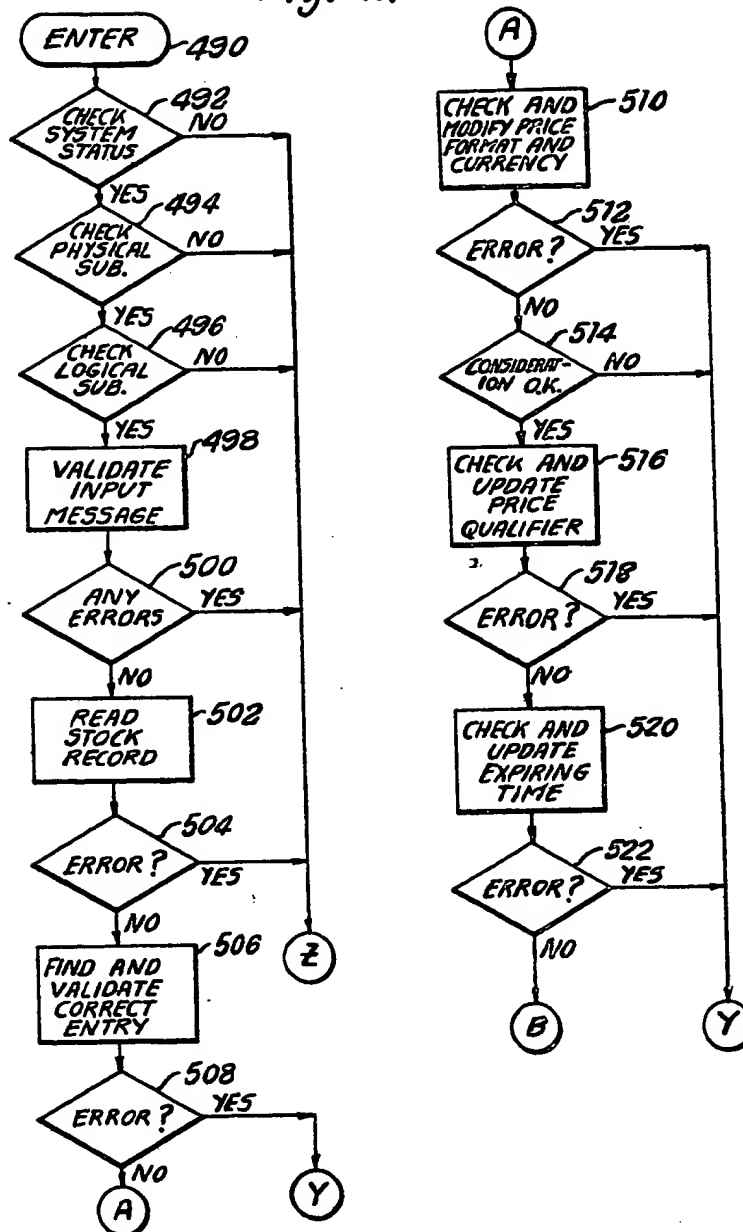 ENTER
490
CHECK
SYSTEM
STATUS
492
NO
YES
CHECK
PHYSICAL
SUB.
494
NO
YES
CHECK
LOGICAL
SUB.
496
NO
YES
VALIDATE
INPUT
MESSAGE
498
ANY
ERRORS
500
YES
NO
READ
STOCK
RECORD
502
ERROR?
504
YES
NO
Z
FIND AND
VALIDATE
CORRECT
ENTRY
506
ERROR?
508
YES
NO
A
Y
A
CHECK AND
MODIFY PRICE
FORMAT AND
CURRENCY
510
ERROR?
512
YES
NO
CONSIDERAT-
ION O.K.
514
NO
YES
CHECK AND
UPDATE
PRICE
QUALIFIER
516
ERROR?
518
YES
NO
CHECK AND
UPDATE
EXPIRING
TIME
520
ERROR?
522
YES
NO
B
Y